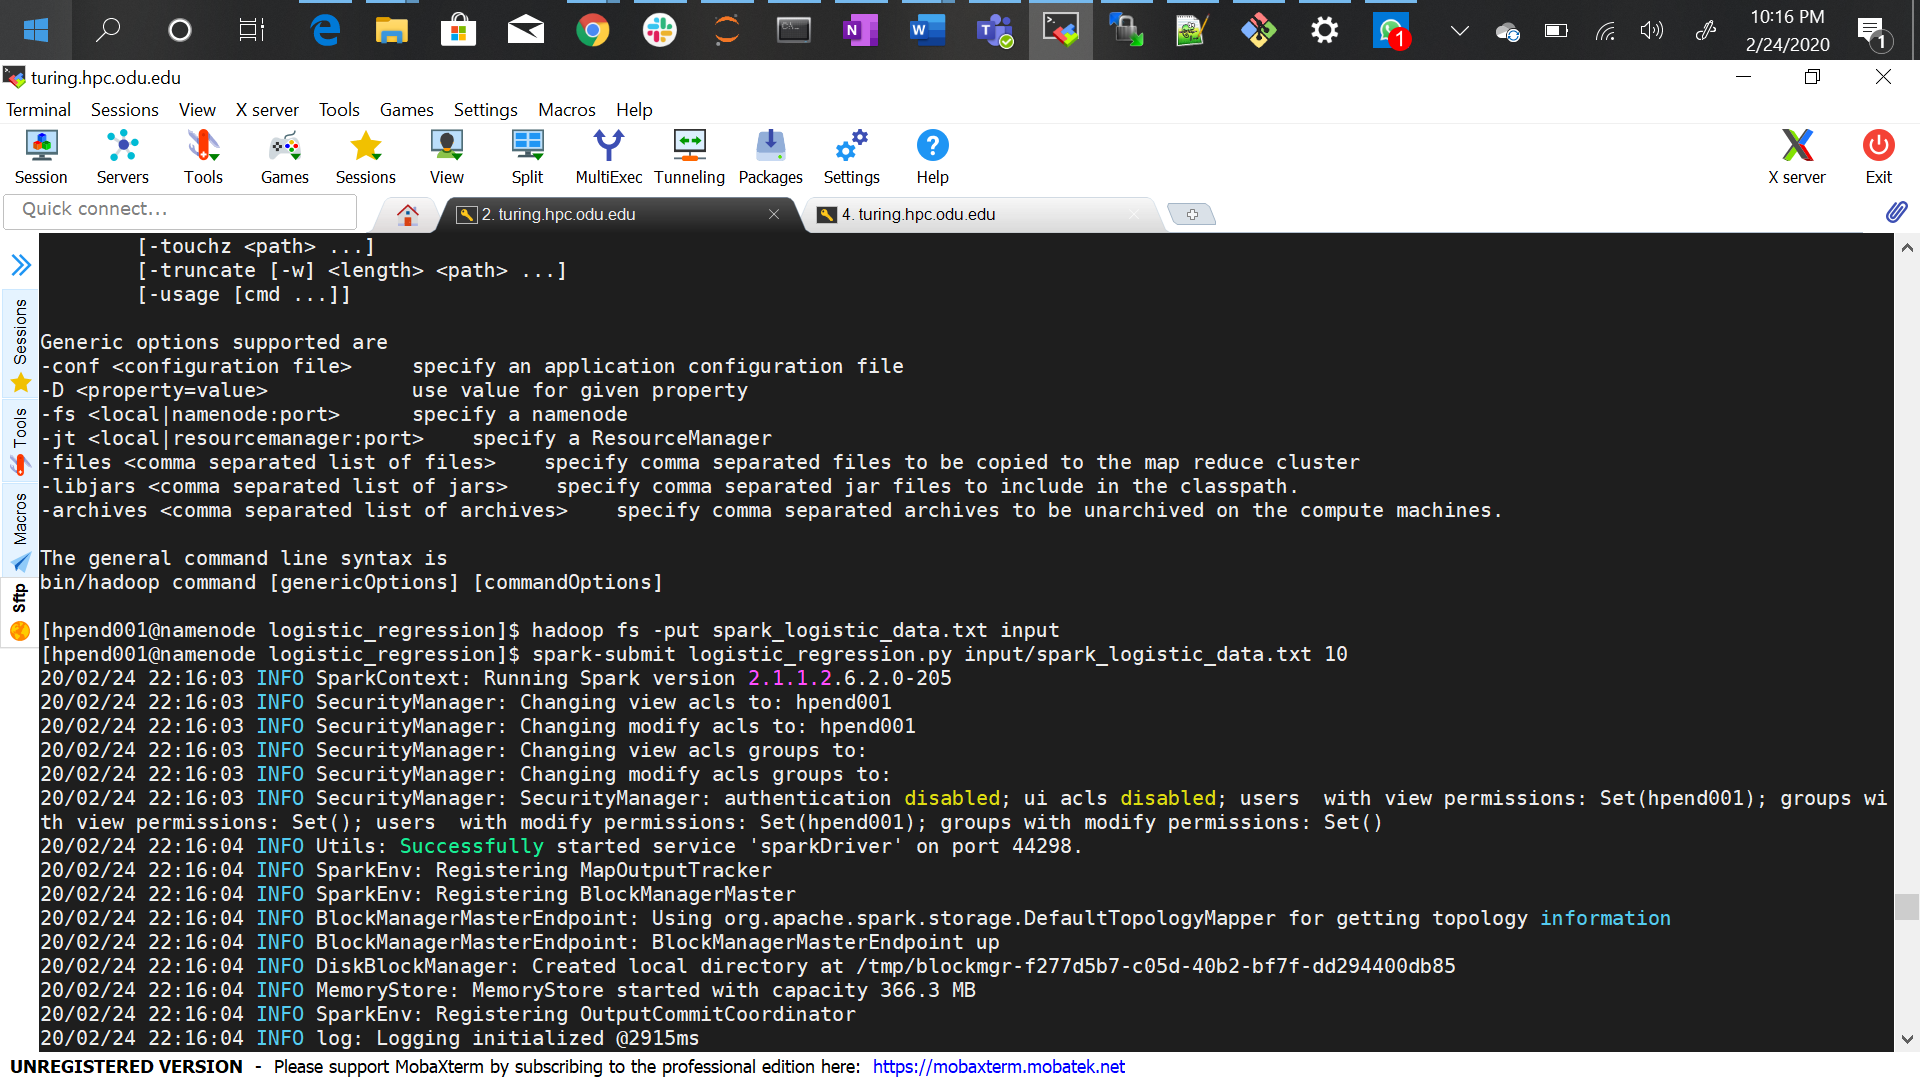 10:16 PM
2/24/2020
1
1
turing.hpc.odu.edu
Terminal Sessions View X server Tools Games Settings Macros Help
Session Servers Tools Games Sessions View Split MultiExec Tunneling Packages Settings Help X server Exit
Quick connect...
2. turing.hpc.odu.edu
4. turing.hpc.odu.edu
Sessions
Tools
Macros
Sftp
[-touchz <path> ...]
[-truncate [-w] <length> <path> ...]
[-usage [cmd ...]]
Generic options supported are
-conf <configuration file>     specify an application configuration file
-D <property=value>            use value for given property
-fs <local|namenode:port>      specify a namenode
-jt <local|resourcemanager:port>    specify a ResourceManager
-files <comma separated list of files>    specify comma separated files to be copied to the map reduce cluster
-libjars <comma separated list of jars>    specify comma separated jar files to include in the classpath.
-archives <comma separated list of archives>    specify comma separated archives to be unarchived on the compute machines.
The general command line syntax is
bin/hadoop command [genericOptions] [commandOptions]
[hpend001@namenode logistic_regression]$ hadoop fs -put spark_logistic_data.txt input
[hpend001@namenode logistic_regression]$ spark-submit logistic_regression.py input/spark_logistic_data.txt 10
20/02/24 22:16:03 INFO SparkContext: Running Spark version 2.1.1.2.6.2.0-205
20/02/24 22:16:03 INFO SecurityManager: Changing view acls to: hpend001
20/02/24 22:16:03 INFO SecurityManager: Changing modify acls to: hpend001
20/02/24 22:16:03 INFO SecurityManager: Changing view acls groups to:
20/02/24 22:16:03 INFO SecurityManager: Changing modify acls groups to:
20/02/24 22:16:03 INFO SecurityManager: SecurityManager: authentication disabled; ui acls disabled; users  with view permissions: Set(hpend001); groups wi
th view permissions: Set(); users  with modify permissions: Set(hpend001); groups with modify permissions: Set()
20/02/24 22:16:04 INFO Utils: Successfully started service 'sparkDriver' on port 44298.
20/02/24 22:16:04 INFO SparkEnv: Registering MapOutputTracker
20/02/24 22:16:04 INFO SparkEnv: Registering BlockManagerMaster
20/02/24 22:16:04 INFO BlockManagerMasterEndpoint: Using org.apache.spark.storage.DefaultTopologyMapper for getting topology information
20/02/24 22:16:04 INFO BlockManagerMasterEndpoint: BlockManagerMasterEndpoint up
20/02/24 22:16:04 INFO DiskBlockManager: Created local directory at /tmp/blockmgr-f277d5b7-c05d-40b2-bf7f-dd294400db85
20/02/24 22:16:04 INFO MemoryStore: MemoryStore started with capacity 366.3 MB
20/02/24 22:16:04 INFO SparkEnv: Registering OutputCommitCoordinator
20/02/24 22:16:04 INFO log: Logging initialized @2915ms
UNREGISTERED VERSION - Please support MobaXterm by subscribing to the professional edition here: https://mobaxterm.mobatek.net